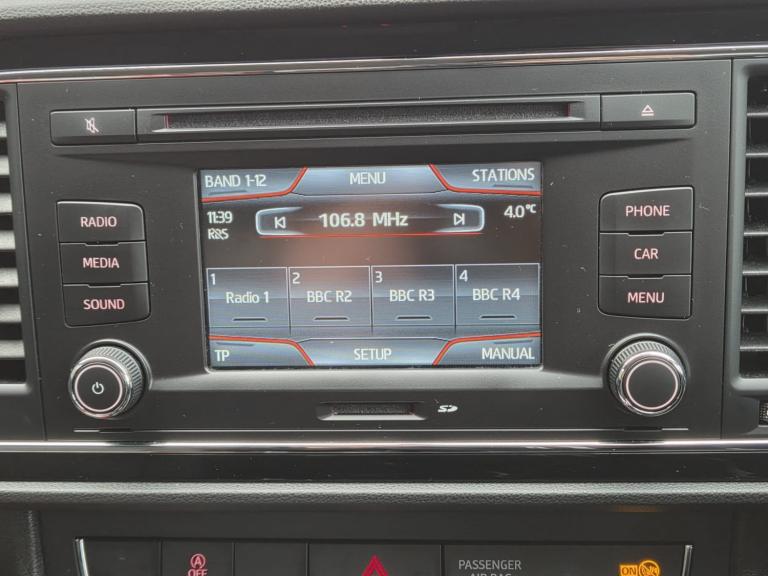 BAND 1-12 MENU STATIONS
11:39 106.8 MHz 4.0°C
R&S
RADIO
MEDIA
SOUND
1 2 3 4
Radio 1 BBC R2 BBC R3 BBC R4
TP SETUP MANUAL
PHONE
CAR
MENU
SD
A
OFF
PASSENGER
AIR BAG
ON